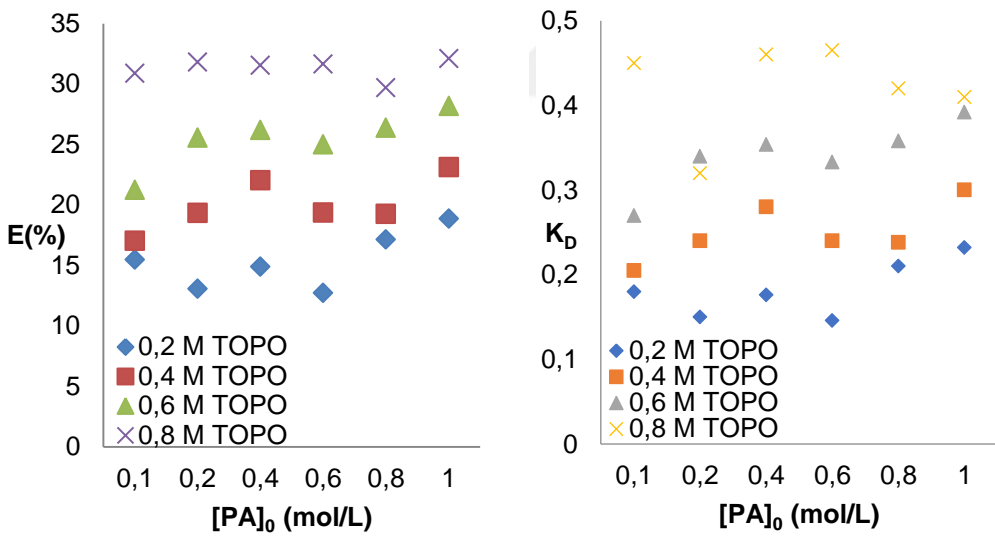 35
30
25
20
15
10
5
0
E(%)
0,2 M TOPO
0,4 M TOPO
0,6 M TOPO
0,8 M TOPO
0,1 0,2 0,4 0,6 0,8 1
[PA]₀ (mol/L)
0,5
0,4
0,3
0,2
0,1
0
K_D
0,2 M TOPO
0,4 M TOPO
0,6 M TOPO
0,8 M TOPO
0,1 0,2 0,4 0,6 0,8 1
[PA]₀ (mol/L)